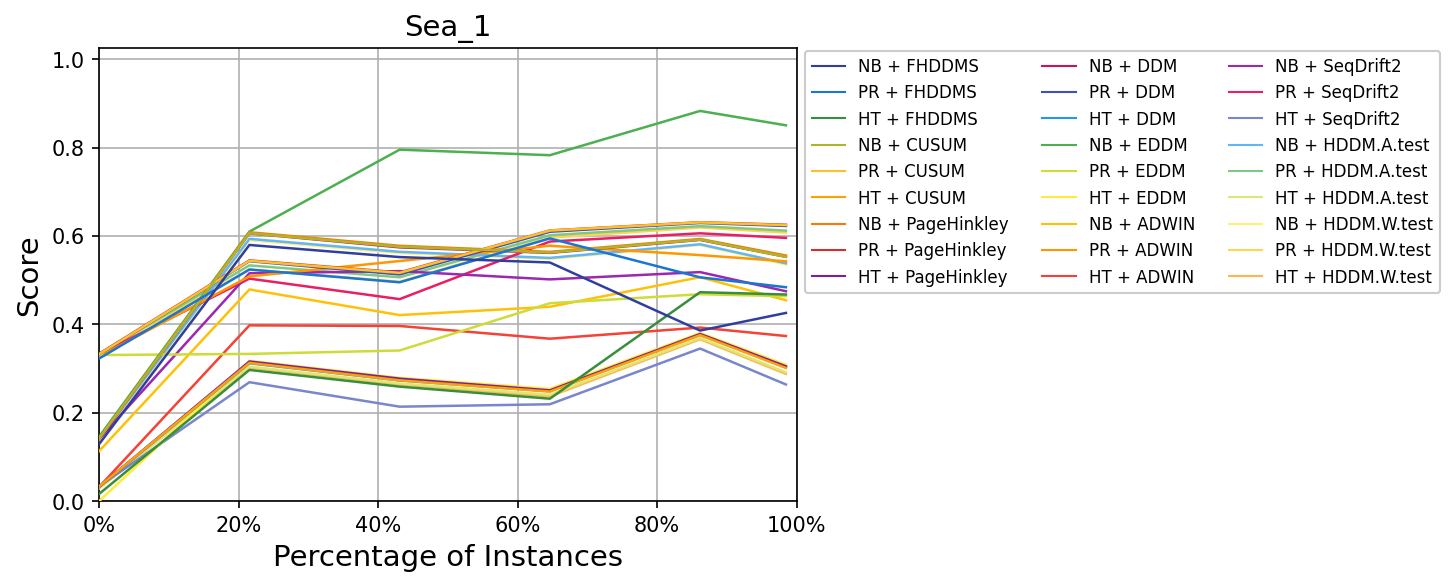 Sea_1
1.0
0.8
0.6
0.4
0.2
0.0
Score
0% 20% 40% 60% 80% 100%
Percentage of Instances
NB + FHDDMS
PR + FHDDMS
HT + FHDDMS
NB + CUSUM
PR + CUSUM
HT + CUSUM
NB + PageHinkley
PR + PageHinkley
HT + PageHinkley
NB + DDM
PR + DDM
HT + DDM
NB + EDDM
PR + EDDM
HT + EDDM
NB + ADWIN
PR + ADWIN
HT + ADWIN
NB + SeqDrift2
PR + SeqDrift2
HT + SeqDrift2
NB + HDDM.A.test
PR + HDDM.A.test
HT + HDDM.A.test
NB + HDDM.W.test
PR + HDDM.W.test
HT + HDDM.W.test